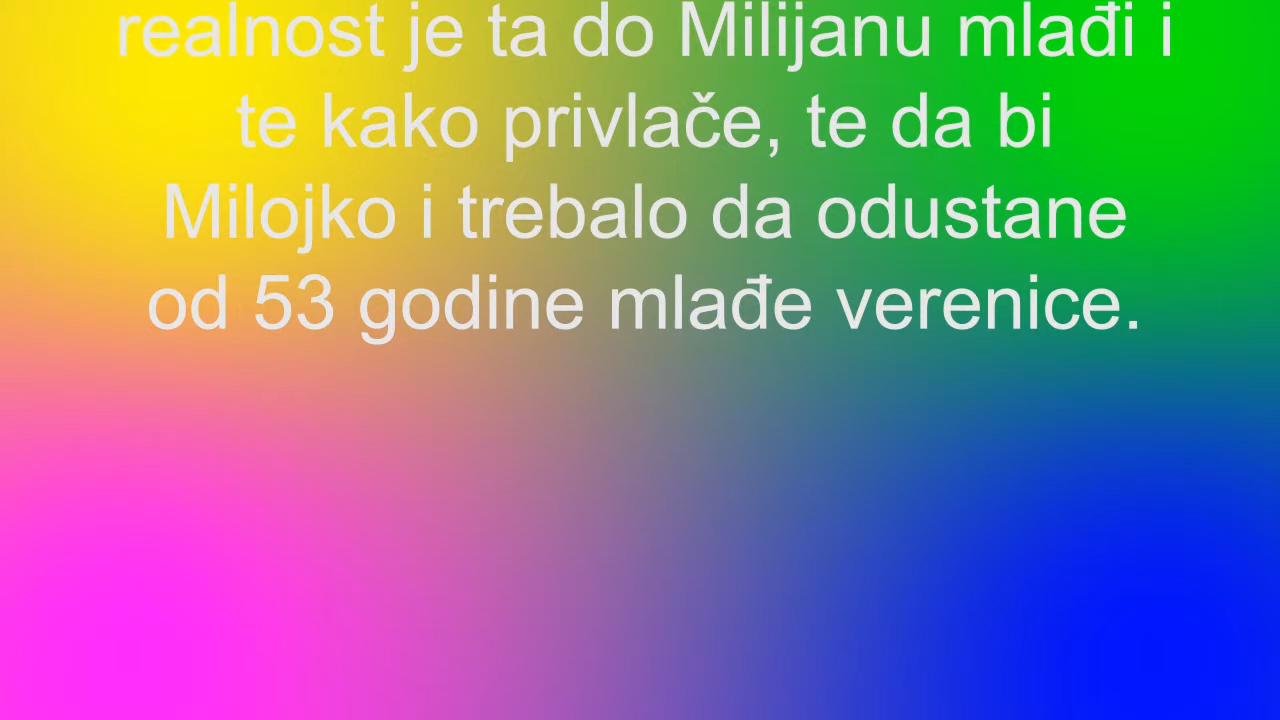 realnost je ta do Milijanu mlađi i
te kako privlače, te da bi
Milojko i trebalo da odustane
od 53 godine mlađe verenice.